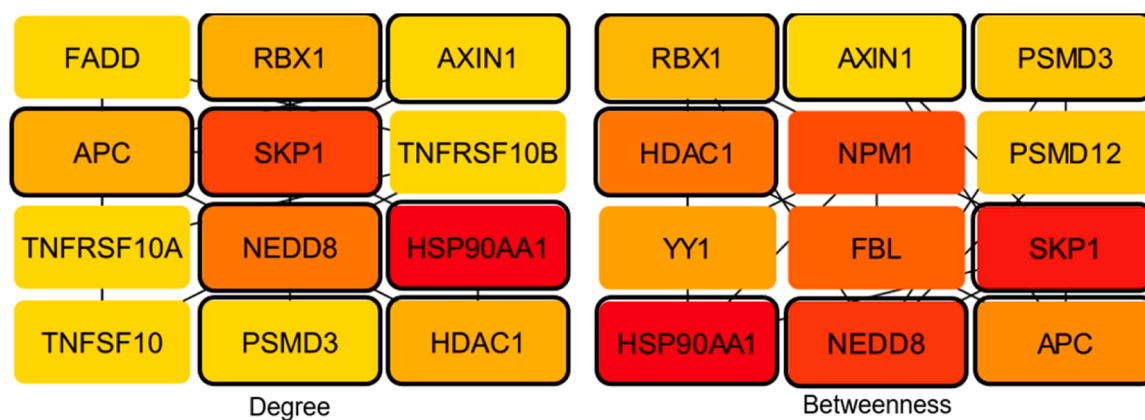 FADD RBX1 AXIN1
APC SKP1 TNFRSF10B
TNFRSF10A NEDD8 HSP90AA1
TNFSF10 PSMD3 HDAC1
Degree
RBX1 AXIN1 PSMD3
HDAC1 NPM1 PSMD12
YY1 FBL SKP1
HSP90AA1 NEDD8 APC
Betweenness